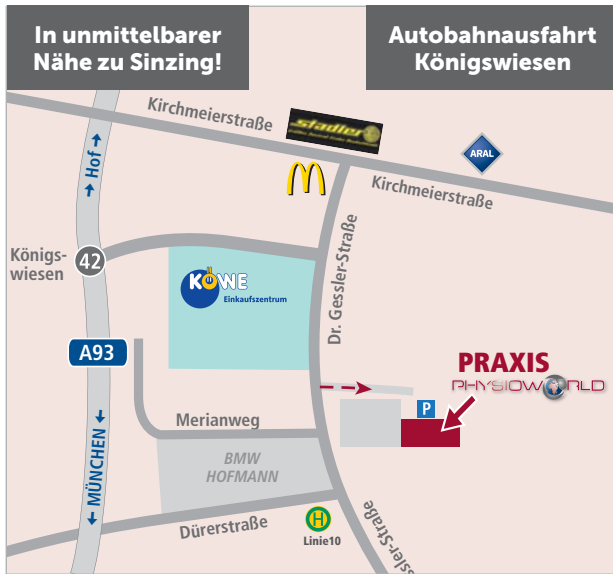 In unmittelbarer
Nähe zu Sinzing!
Autobahnausfahrt
Königswiesen
Kirchmeierstraße
stadler
ARAL
Hof
Kirchmeierstraße
Dr. Gessler-Straße
Königs-
wiesen
42
KÖWE
Einkaufszentrum
A93
PRAXIS
PHYSIOWORLD
P
Merianweg
BMW
HOFMANN
MÜNCHEN
Dürerstraße
H
Linie10
ssler-Straße